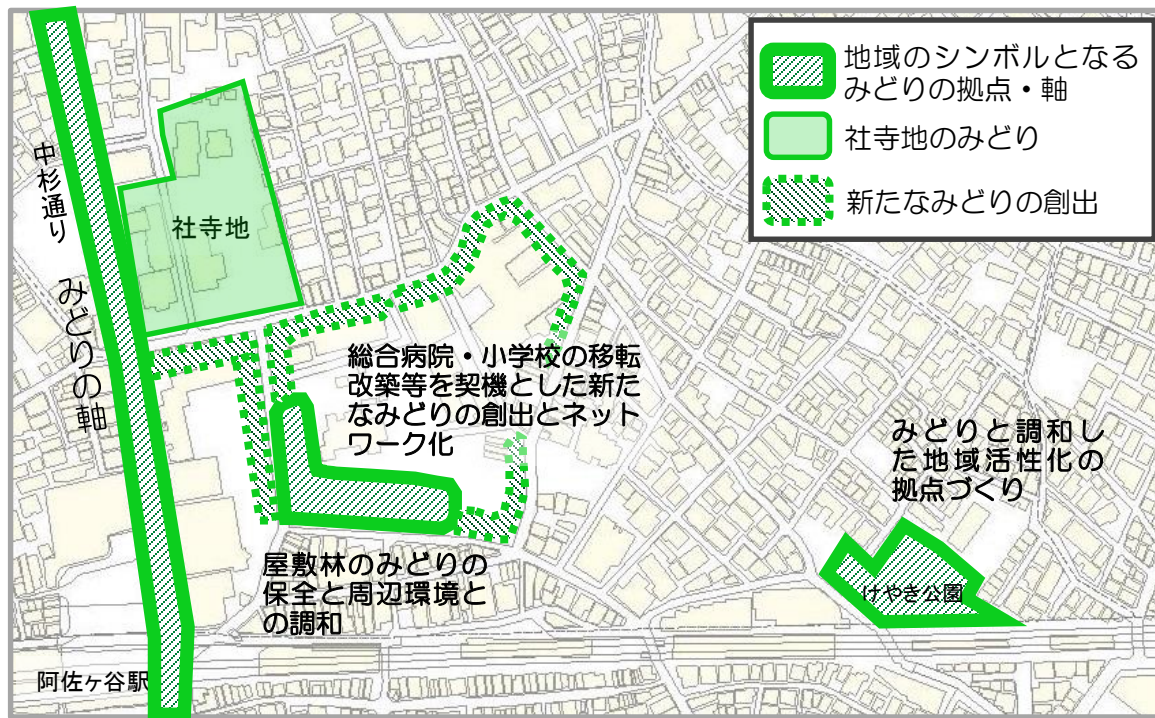 地域のシンボルとなる
みどりの拠点・軸
社寺地のみどり
新たなみどりの創出
中杉通り
みどりの軸
社寺地
総合病院・小学校の移転
改築等を契機とした新た
なみどりの創出とネット
ワーク化
みどりと調和し
た地域活性化の
拠点づくり
屋敷林のみどりの
保全と周辺環境と
の調和
けやき公園
阿佐ヶ谷駅